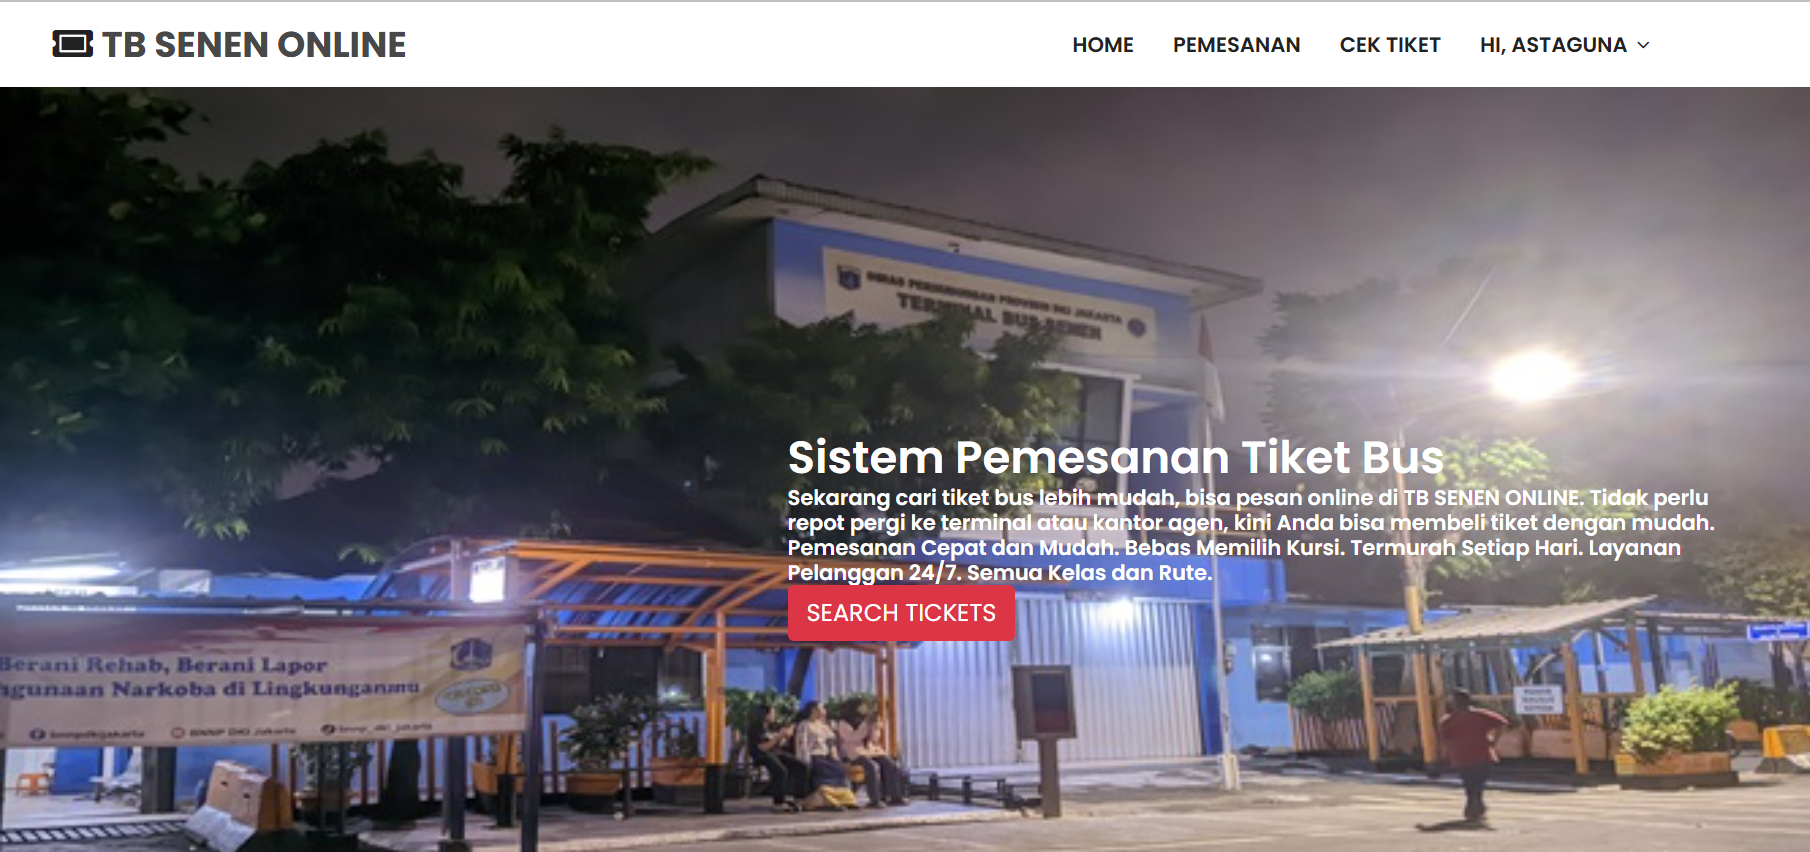 TB SENEN ONLINE
HOME PEMESANAN CEK TIKET HI, ASTAGUNA
DINAS PERHUBUNGAN PROVINSI DKI JAKARTA
TERMINAL BUS SENEN
Sistem Pemesanan Tiket Bus
Sekarang cari tiket bus lebih mudah, bisa pesan online di TB SENEN ONLINE. Tidak perlu
repot pergi ke terminal atau kantor agen, kini Anda bisa membeli tiket dengan mudah.
Pemesanan Cepat dan Mudah. Bebas Memilih Kursi. Termurah Setiap Hari. Layanan
Pelanggan 24/7. Semua Kelas dan Rute.
SEARCH TICKETS
Berani Rehab, Berani Lapor
gunaan Narkoba di Lingkungan
bnnpdkijakarta BNNP DKI Jakarta bnnp_dki_jakarta